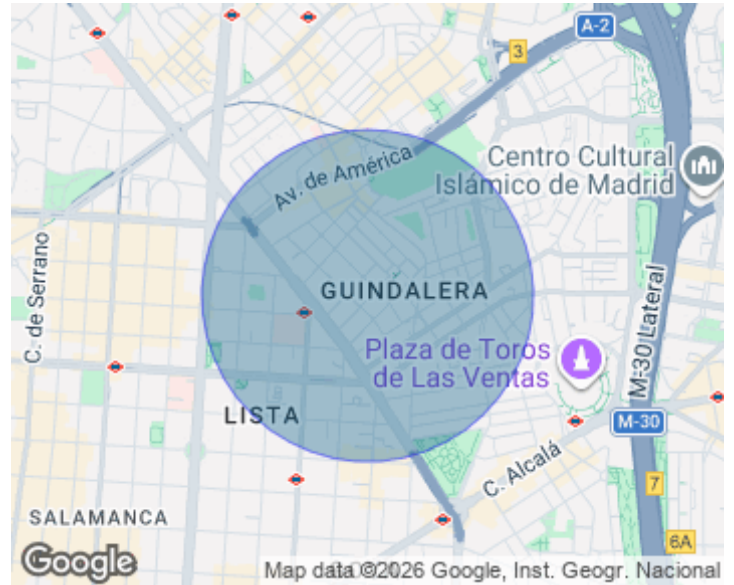 A-2
3
Av. de América
Centro Cultural
Islámico de Madrid
C. de Serrano
GUINDALERA
M-30 Lateral
Plaza de Toros
de Las Ventas
LISTA
M-30
C. Alcalá
7
SALAMANCA
6A
Google
Map data ©2026 Google, Inst. Geogr. Nacional